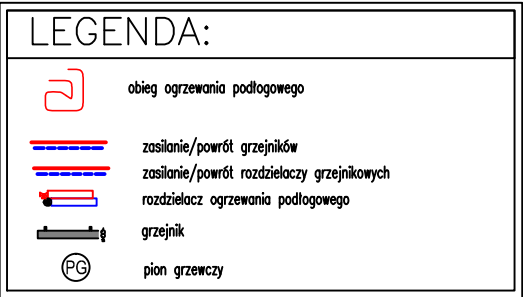 LEGENDA:
obieg ogrzewania podłogowego
zasilanie/powrót grzejników
zasilanie/powrót rozdzielaczy grzejnikowych
rozdzielacz ogrzewania podłogowego
grzejnik
PG pion grzewczy